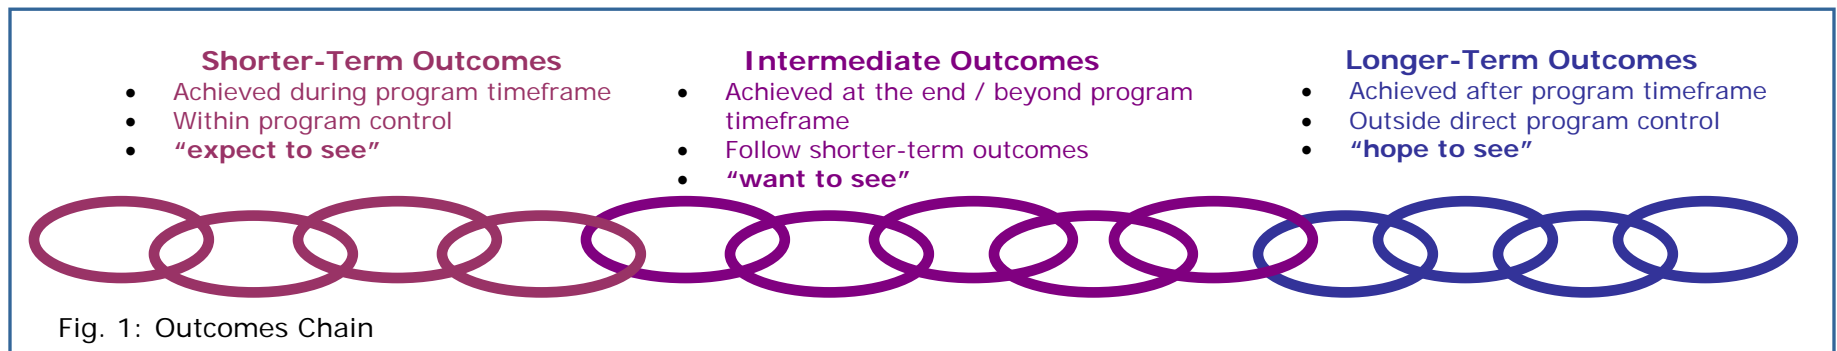 Shorter-Term Outcomes
• Achieved during program timeframe
• Within program control
• “expect to see”
Intermediate Outcomes
• Achieved at the end / beyond program
timeframe
• Follow shorter-term outcomes
• “want to see”
Longer-Term Outcomes
• Achieved after program timeframe
• Outside direct program control
• “hope to see”
Fig. 1: Outcomes Chain